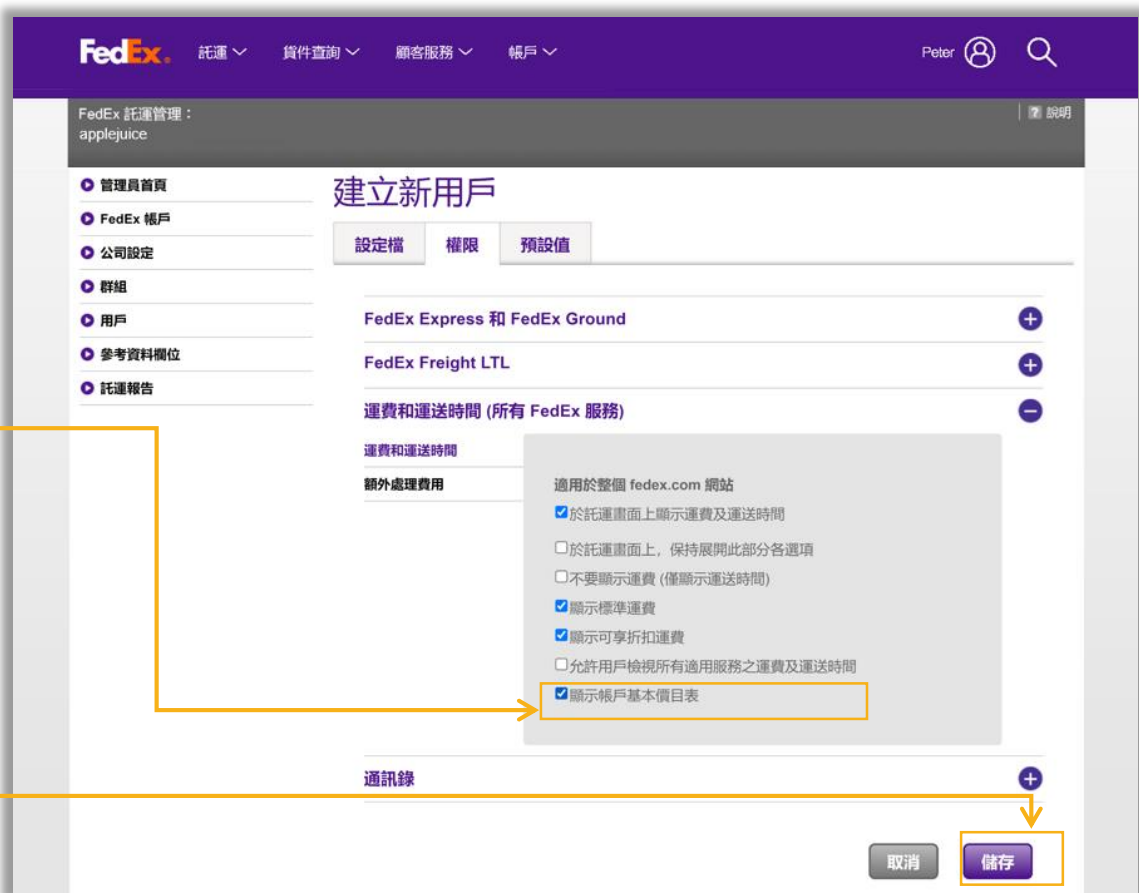 FedEx. 託運 貨件查詢 顧客服務 帳戶 Peter
FedEx 託運管理：
applejuice
? 說明
管理員首頁
FedEx 帳戶
公司設定
群組
用戶
參考資料欄位
託運報告
建立新用戶
設定檔 權限 預設值
FedEx Express 和 FedEx Ground
FedEx Freight LTL
運費和運送時間 (所有 FedEx 服務)
運費和運送時間
額外處理費用
適用於整個 fedex.com 網站
於託運畫面上顯示運費及運送時間
於託運畫面上，保持展開此部分各選項
不要顯示運費 (僅顯示運送時間)
顯示標準運費
顯示可享折扣運費
允許用戶檢視所有適用服務之運費及運送時間
顯示帳戶基本價目表
通訊錄
取消 儲存